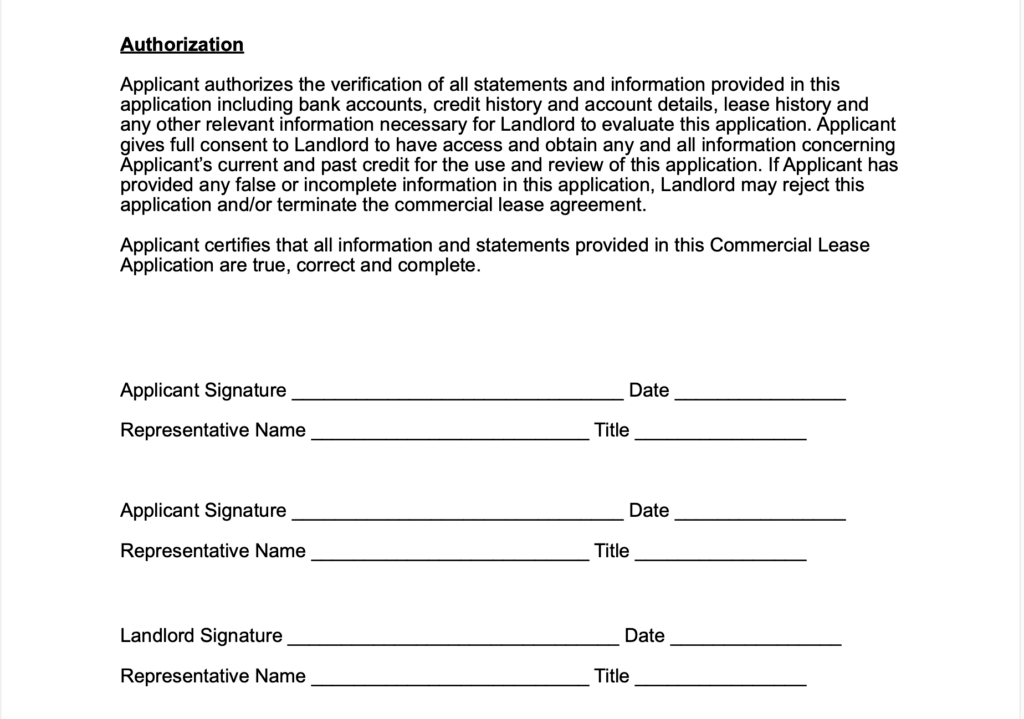 Authorization
Applicant authorizes the verification of all statements and information provided in this
application including bank accounts, credit history and account details, lease history and
any other relevant information necessary for Landlord to evaluate this application. Applicant
gives full consent to Landlord to have access and obtain any and all information concerning
Applicant's current and past credit for the use and review of this application. If Applicant has
provided any false or incomplete information in this application, Landlord may reject this
application and/or terminate the commercial lease agreement.
Applicant certifies that all information and statements provided in this Commercial Lease
Application are true, correct and complete.
Applicant Signature ______________________________ Date ________________
Representative Name _________________________ Title ________________
Applicant Signature ______________________________ Date ________________
Representative Name _________________________ Title ________________
Landlord Signature ______________________________ Date ________________
Representative Name _________________________ Title ________________